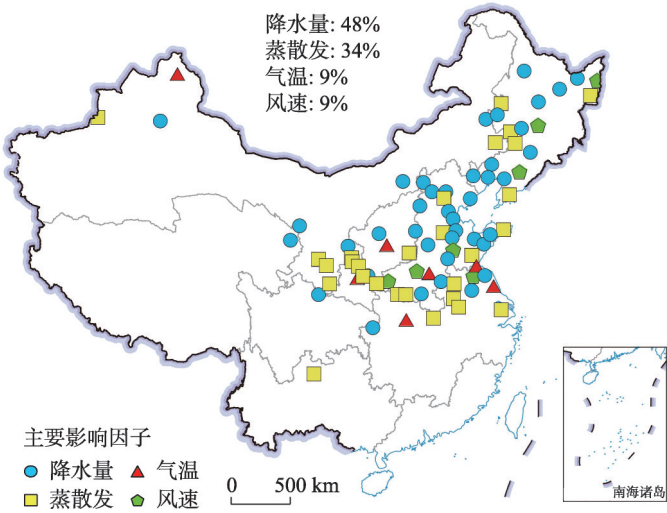 降水量: 48%
蒸散发: 34%
气温: 9%
风速: 9%
主要影响因子
降水量 气温
蒸散发 风速
0 500 km
南海诸岛